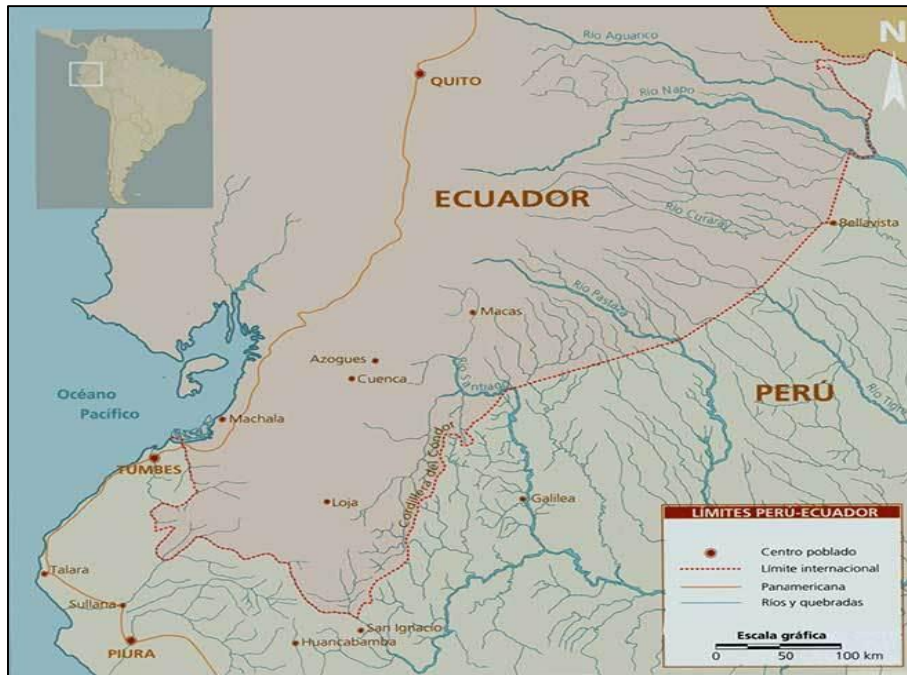 N
Río Aguarico
QUITO
Río Napo
ECUADOR
Río Curaray
Bellavista
Río Pastaza
Macas
Azogues
Cuenca
Río Santiago
Océano
Pacífico
PERÚ
Río Tigre
Machala
TUMBES
Cordillera del Cóndor
Loja
Galilea
Talara
Sullana
San Ignacio
Huancabamba
PIURA
LÍMITES PERÚ-ECUADOR
Centro poblado
Límite internacional
Panamericana
Ríos y quebradas
Escala gráfica
0 50 100 km